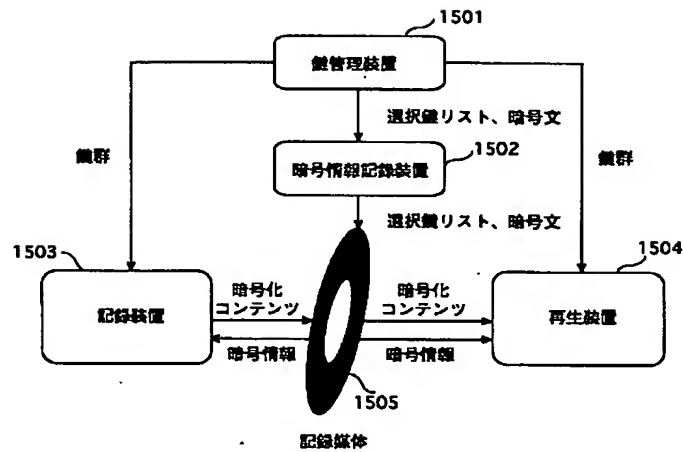 1501
鍵管理装置
選択鍵リスト、暗号文
1502
鍵群
暗号情報記録装置
鍵群
選択鍵リスト、暗号文
1503
1504
記録装置
暗号化
コンテンツ
暗号化
コンテンツ
再生装置
暗号情報
暗号情報
1505
記録媒体